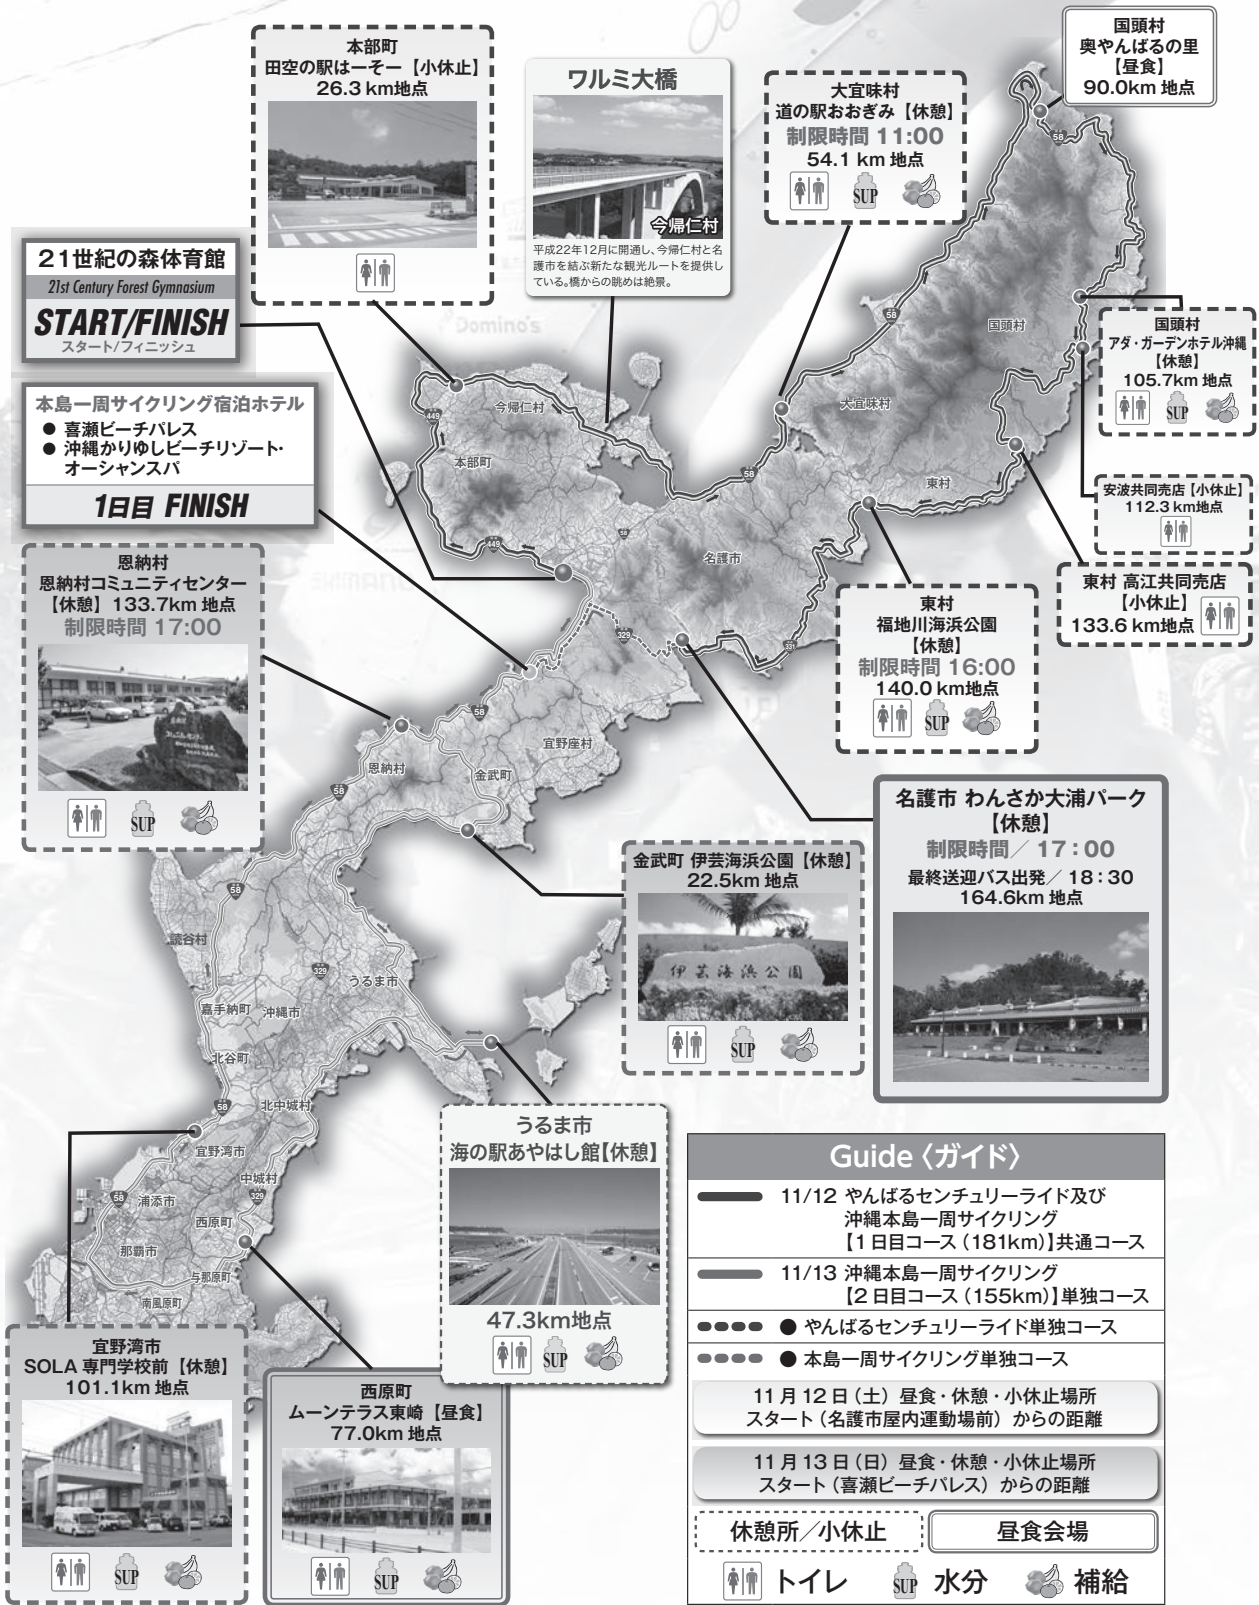 本部町
田空の駅はーそー【小休止】
26.3 km地点
ワルミ大橋
今帰仁村
平成22年12月に開通し、今帰仁村と名
護市を結ぶ新たな観光ルートを提供し
ている。橋からの眺めは絶景。
大宜味村
道の駅おおぎみ【休憩】
制限時間 11:00
54.1 km 地点
SUP
国頭村
奥やんばるの里
【昼食】
90.0km 地点
21世紀の森体育館
21st Century Forest Gymnasium
START/FINISH
スタート/フィニッシュ
本島一周サイクリング宿泊ホテル
● 喜瀬ビーチパレス
● 沖縄かりゆしビーチリゾート・
オーシャンスパ
1日目 FINISH
国頭村
アダ・ガーデンホテル沖縄
【休憩】
105.7km 地点
SUP
安波共同売店【小休止】
112.3 km地点
東村 高江共同売店
【小休止】
133.6 km地点
東村
福地川海浜公園
【休憩】
制限時間 16:00
140.0 km地点
SUP
恩納村
恩納村コミュニティセンター
【休憩】133.7km 地点
制限時間 17:00
SUP
名護市 わんさか大浦パーク
【休憩】
制限時間/ 17：00
最終送迎バス出発/ 18：30
164.6km 地点
金武町 伊芸海浜公園【休憩】
22.5km 地点
伊芸海浜公園
SUP
うるま市
海の駅あやはし館【休憩】
47.3km地点
SUP
宜野湾市
SOLA 専門学校前【休憩】
101.1km 地点
SUP
西原町
ムーンテラス東崎【昼食】
77.0km 地点
SUP
Domino's
SHIMANO
58
58
国頭村
大宜味村
58
今帰仁村
449
本部町
449
58
東村
名護市
329
331
58
宜野座村
恩納村
金武町
58
58
読谷村
329
うるま市
嘉手納町
沖縄市
北谷町
58
北中城村
宜野湾市
中城村
58
浦添市
329
西原町
那覇市
与那原町
南風原町
Guide〈ガイド〉
11/12 やんばるセンチュリーライド及び
沖縄本島一周サイクリング
【1日目コース（181km）】共通コース
11/13 沖縄本島一周サイクリング
【2日目コース（155km）】単独コース
● やんばるセンチュリーライド単独コース
● 本島一周サイクリング単独コース
11月12日（土）昼食・休憩・小休止場所
スタート（名護市屋内運動場前）からの距離
11月13日（日）昼食・休憩・小休止場所
スタート（喜瀬ビーチパレス）からの距離
休憩所/小休止
昼食会場
トイレ
SUP 水分
補給